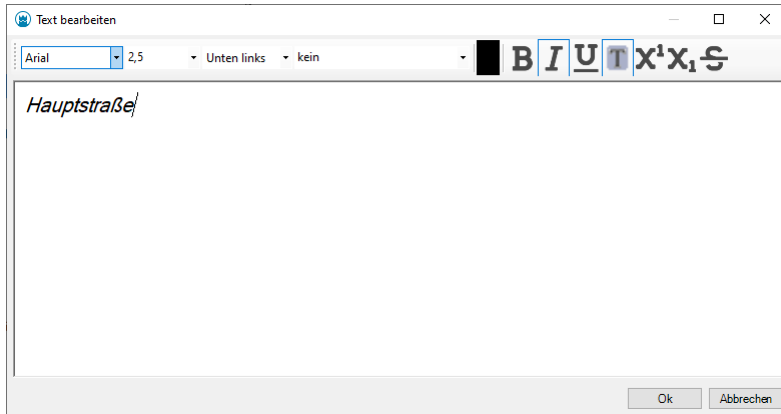 Text bearbeiten
Arial 2,5 Unten links kein B I U T X¹ X₁ S
Hauptstraße
Ok Abbrechen